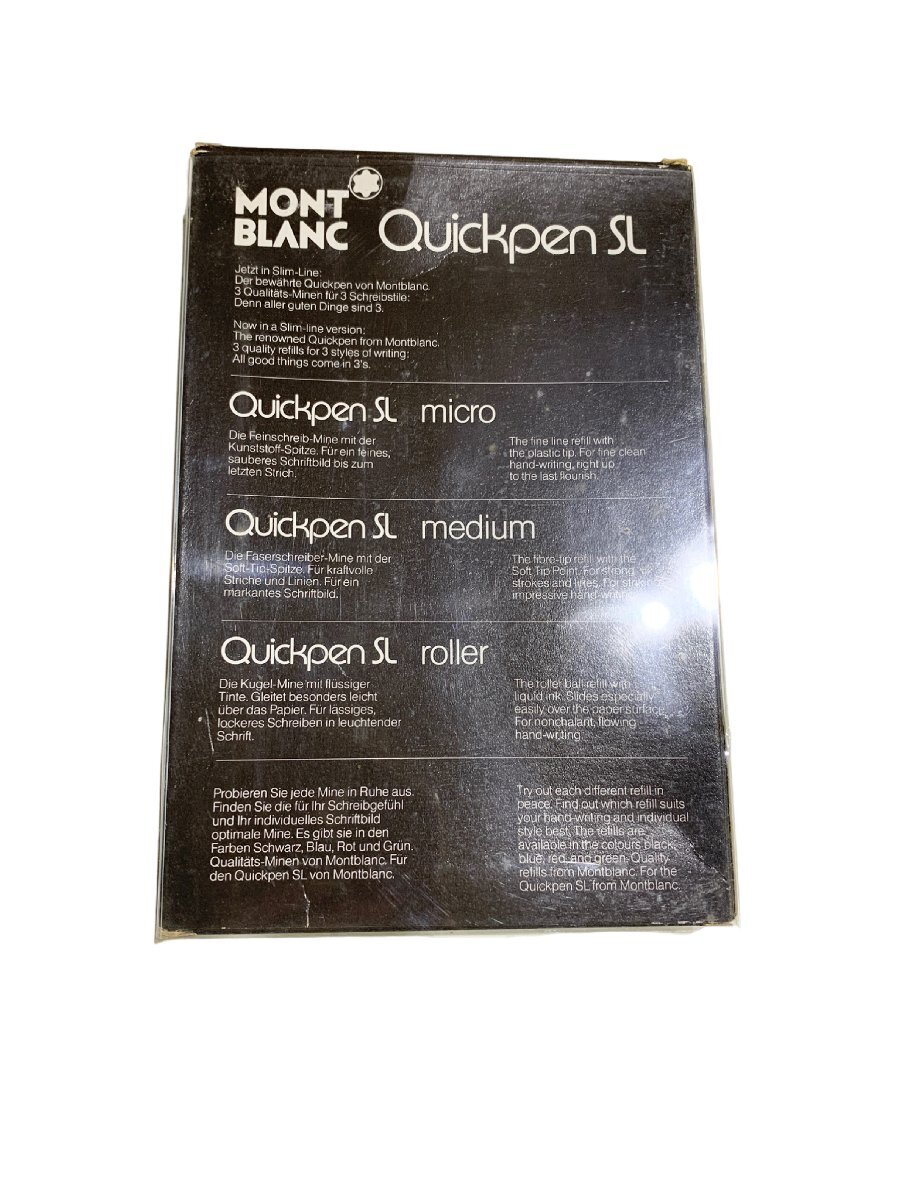 MONT
BLANC
Quickpen SL
Jetzt in Slim-Line:
Der bewährte Quickpen von Montblanc.
3 Qualitäts-Minen für 3 Schreibstile:
Denn aller guten Dinge sind 3.
Now in a Slim-line version:
The renowned Quickpen from Montblanc.
3 quality refills for 3 styles of writing:
All good things come in 3's.
Quickpen SL micro
Die Feinschreib-Mine mit der
Kunststoff-Spitze. Für ein feines,
sauberes Schriftbild bis zum
letzten Strich.
The fine line refill with
the plastic tip. For fine clean
hand-writing, right up
to the last flourish.
Quickpen SL medium
Die Faserschreiber-Mine mit der
Soft-Tip-Spitze. Für kraftvolle
Striche und Linien. Für ein
markantes Schriftbild.
The fibre-tip refill with the
Soft Tip Point. For strong
strokes and lines. For
impressive hand-writing.
Quickpen SL roller
Die Kugel-Mine mit flüssiger
Tinte. Gleitet besonders leicht
über das Papier. Für lässiges,
lockeres Schreiben in leuchtender
Schrift.
The roller ball refill with
liquid ink. Slides especially
easily over the paper surface.
For nonchalant, flowing
hand-writing.
Probieren Sie jede Mine in Ruhe aus.
Finden Sie die für Ihr Schreibgefühl
und Ihr individuelles Schriftbild
optimale Mine. Es gibt sie in den
Farben Schwarz, Blau, Rot und Grün.
Qualitäts-Minen von Montblanc. Für
den Quickpen SL von Montblanc.
Try out each different refill in
peace. Find out which refill suits
your hand-writing and individual
style best. The refills are
available in the colours black,
blue, red, and green. Quality
refills from Montblanc. For the
Quickpen SL from Montblanc.